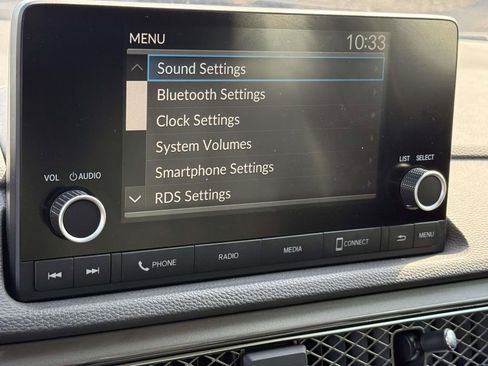 MENU 10:33
Sound Settings
Bluetooth Settings
Clock Settings
System Volumes
Smartphone Settings
RDS Settings
VOL AUDIO
LIST SELECT
PHONE RADIO MEDIA CONNECT MENU